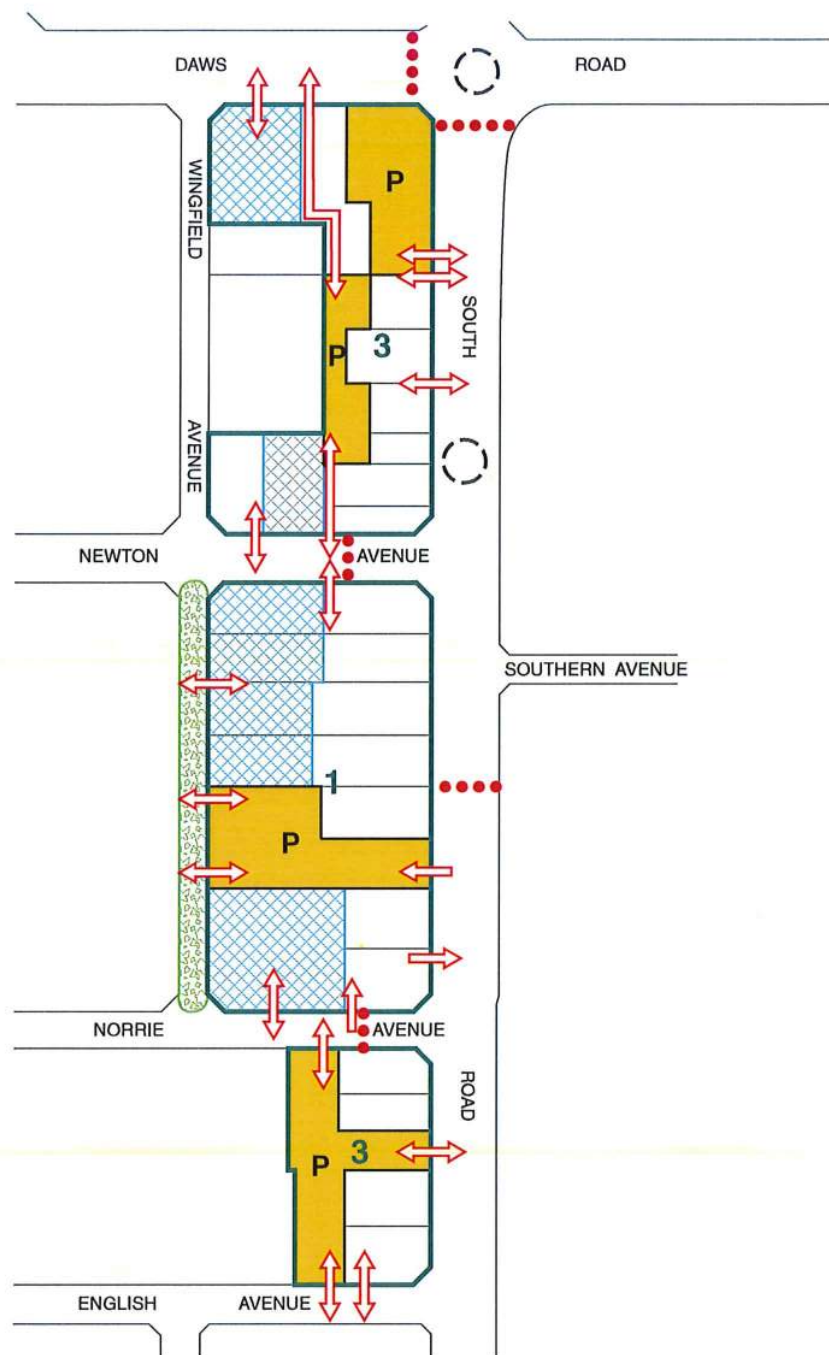 DAWS ROAD
WINGFIELD
P
SOUTH
P 3
AVENUE
NEWTON AVENUE
SOUTHERN AVENUE
1
P
NORRIE AVENUE
ROAD
P 3
ENGLISH AVENUE